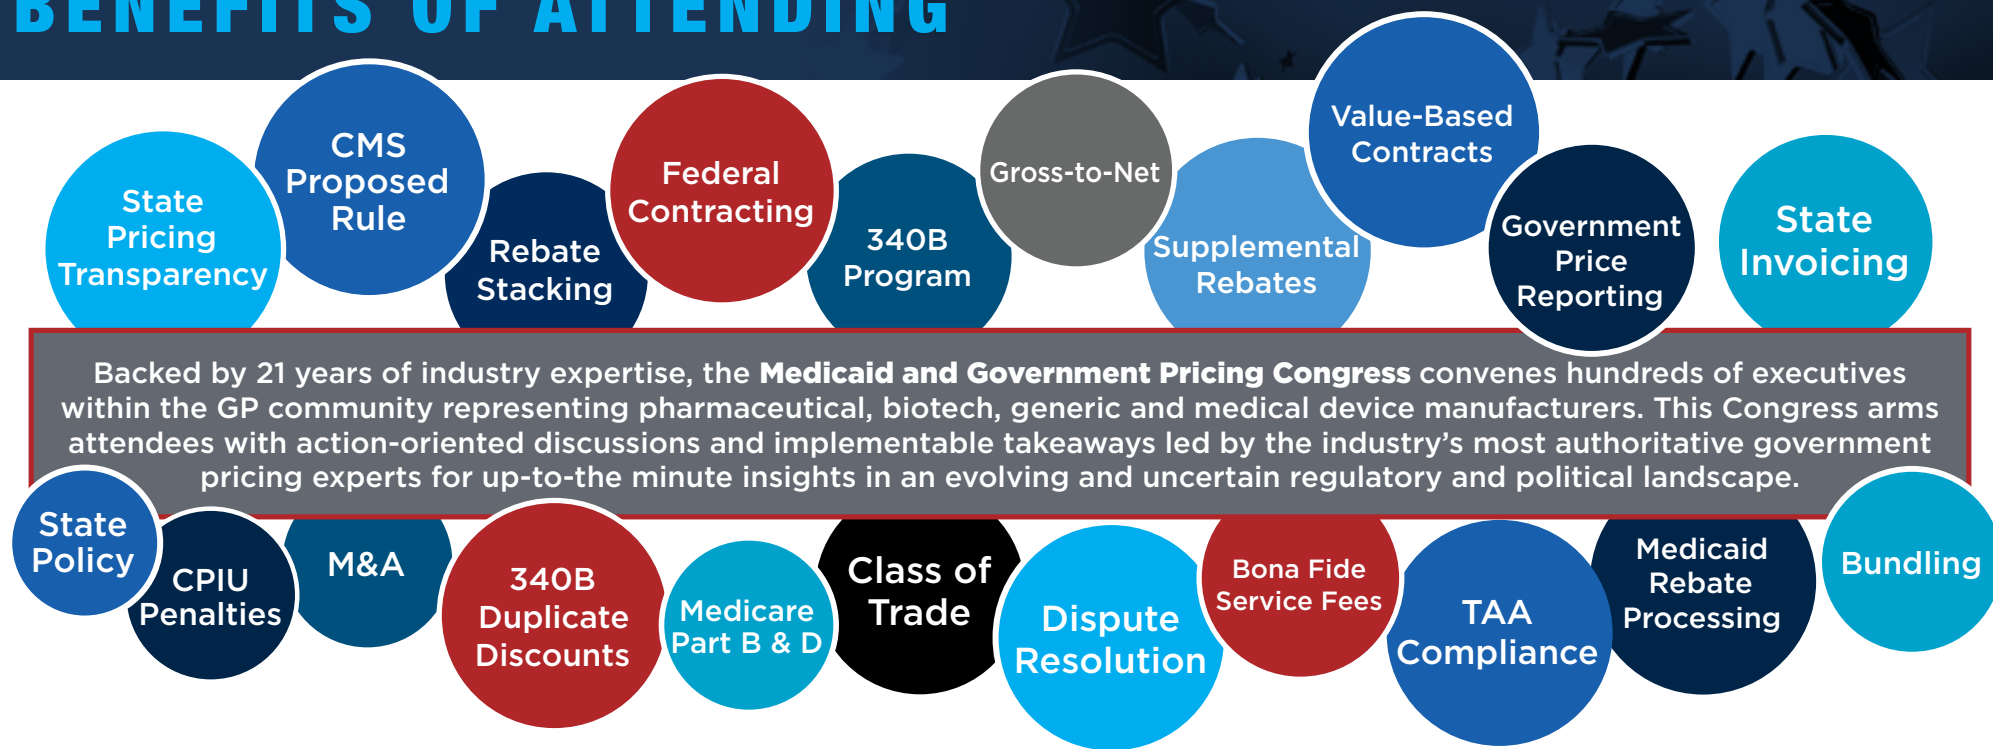 BENEFITS OF ATTENDING
State
Pricing
Transparency
CMS
Proposed
Rule
Rebate
Stacking
Federal
Contracting
340B
Program
Gross-to-Net
Supplemental
Rebates
Value-Based
Contracts
Government
Price
Reporting
State
Invoicing
Backed by 21 years of industry expertise, the Medicaid and Government Pricing Congress convenes hundreds of executives
within the GP community representing pharmaceutical, biotech, generic and medical device manufacturers. This Congress arms
attendees with action-oriented discussions and implementable takeaways led by the industry's most authoritative government
pricing experts for up-to-the minute insights in an evolving and uncertain regulatory and political landscape.
State
Policy
CPIU
Penalties
M&A
340B
Duplicate
Discounts
Medicare
Part B & D
Class of
Trade
Dispute
Resolution
Bona Fide
Service Fees
TAA
Compliance
Medicaid
Rebate
Processing
Bundling